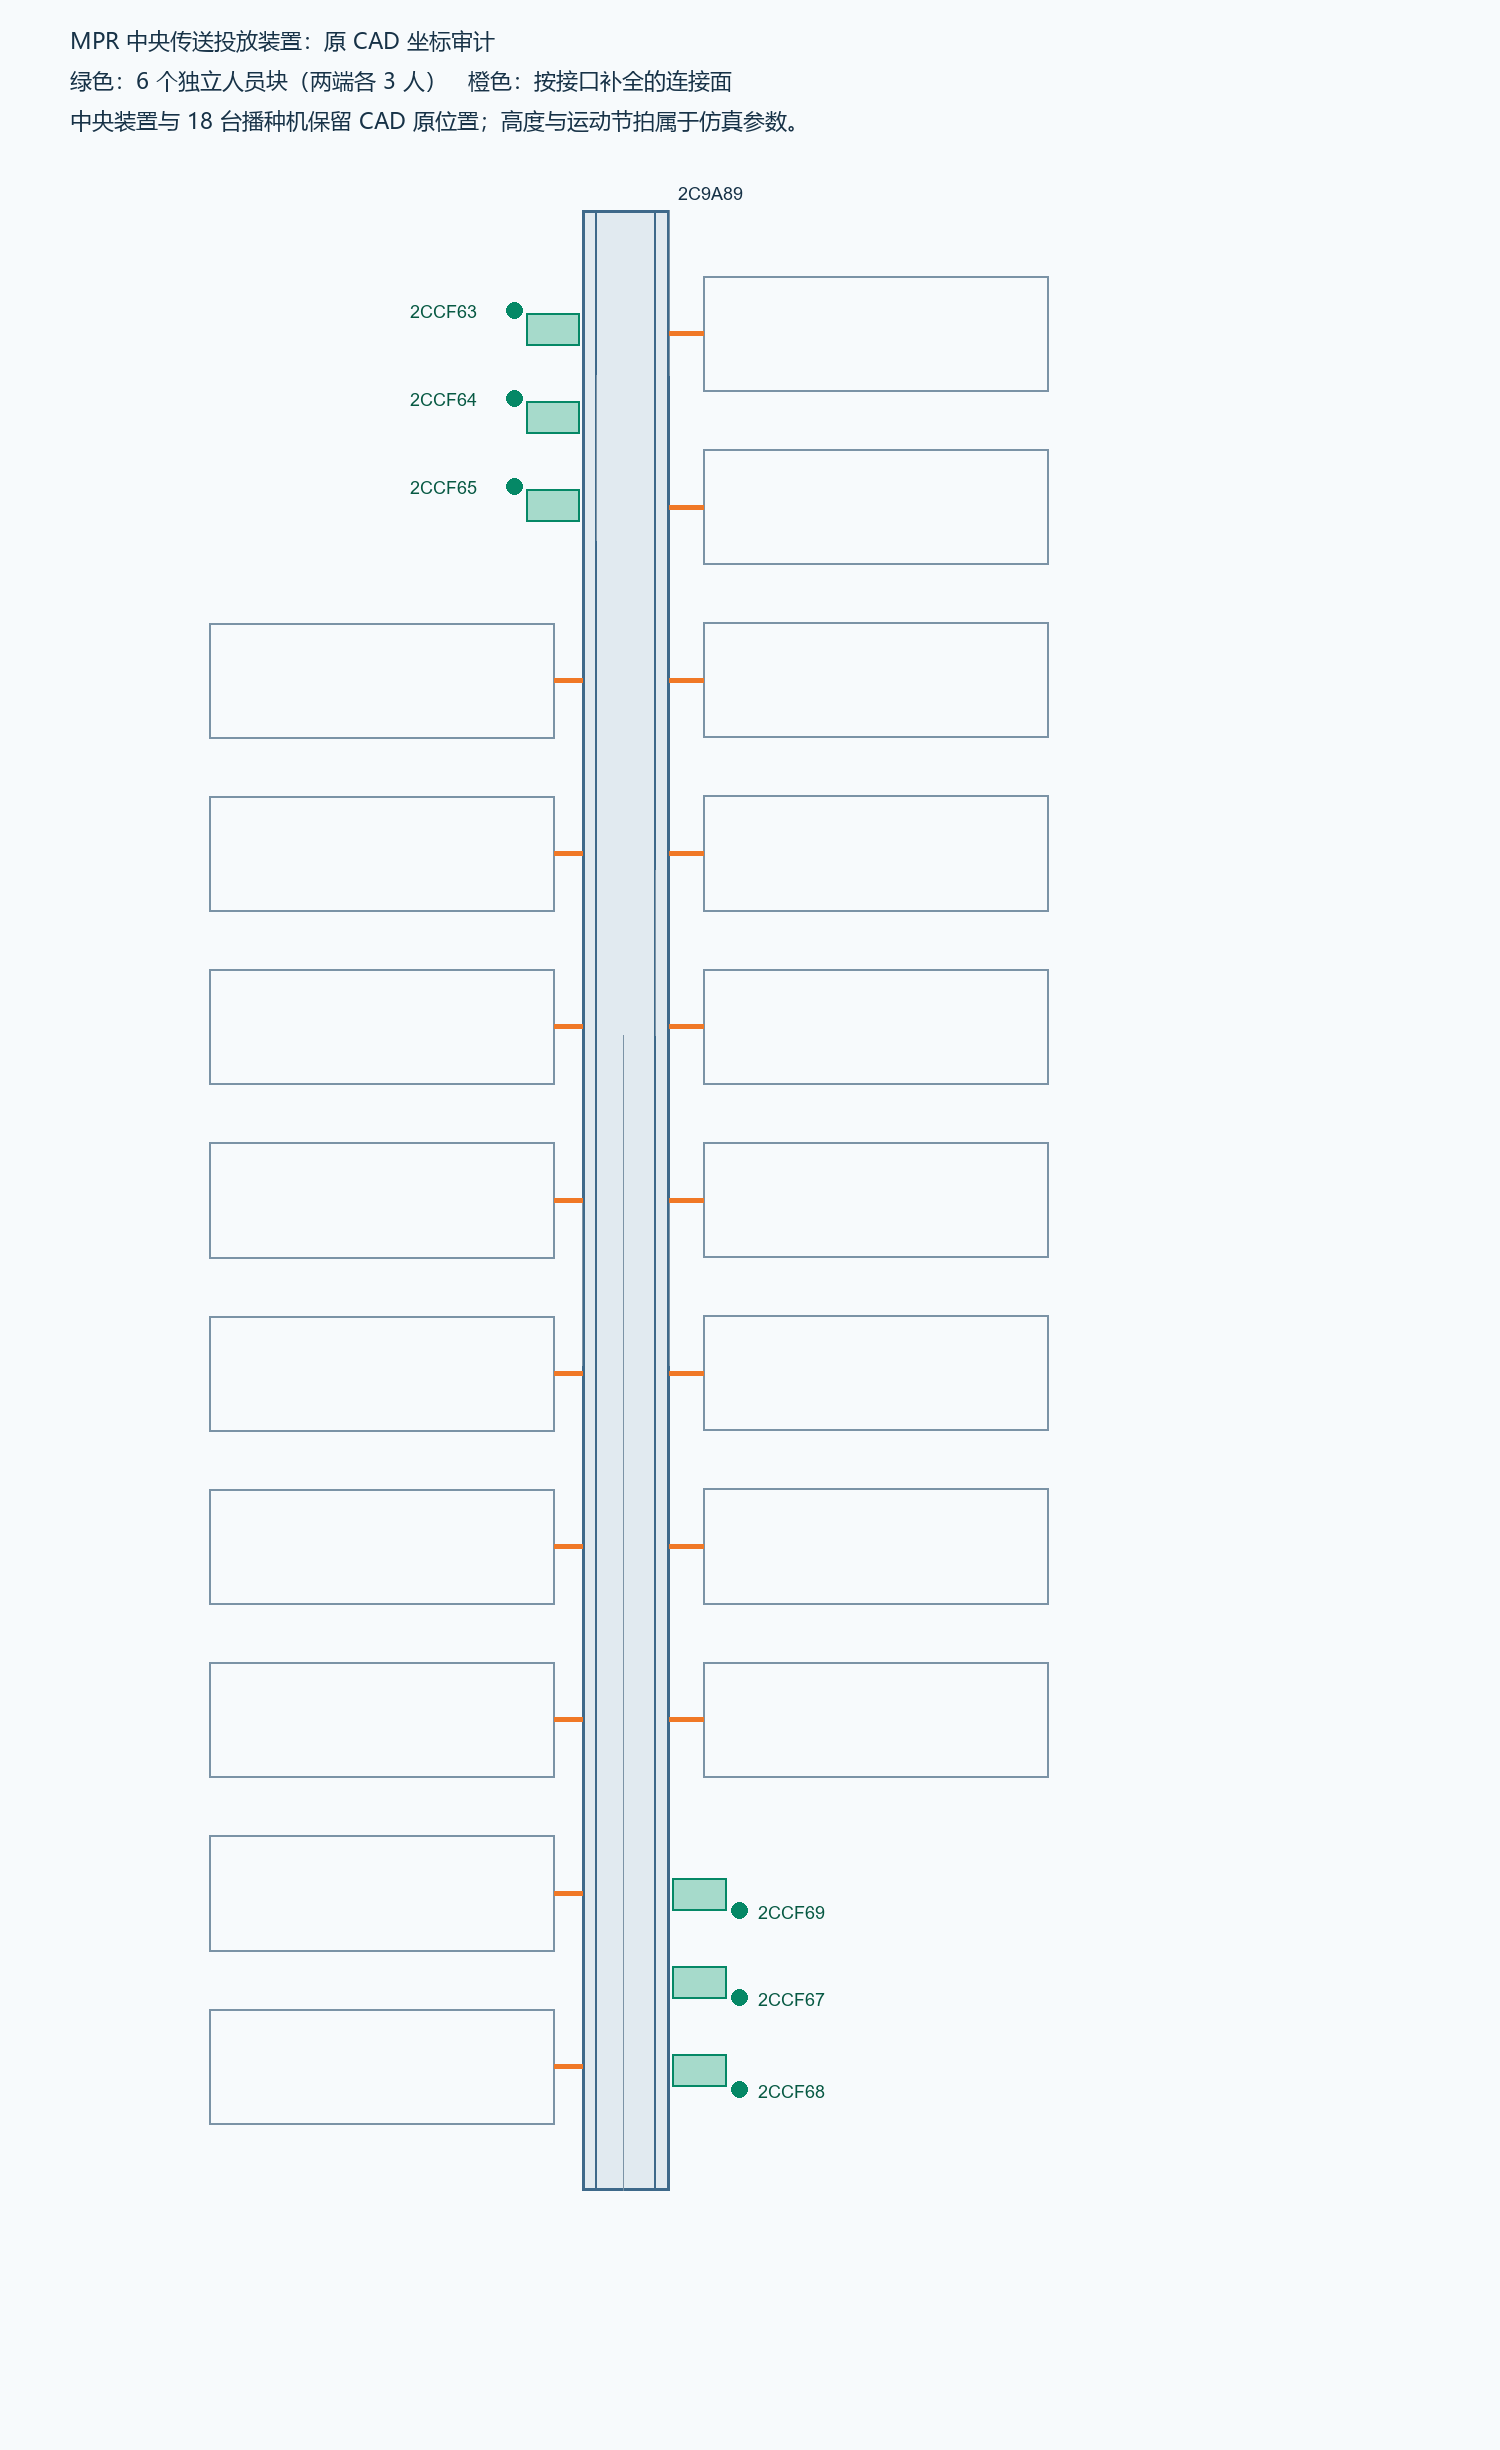 MPR 中央传送投放装置：原 CAD 坐标审计
绿色：6 个独立人员块（两端各 3 人）  橙色：按接口补全的连接面
中央装置与 18 台播种机保留 CAD 原位置；高度与运动节拍属于仿真参数。
2C9A89
2CCF63
2CCF64
2CCF65
2CCF69
2CCF67
2CCF68